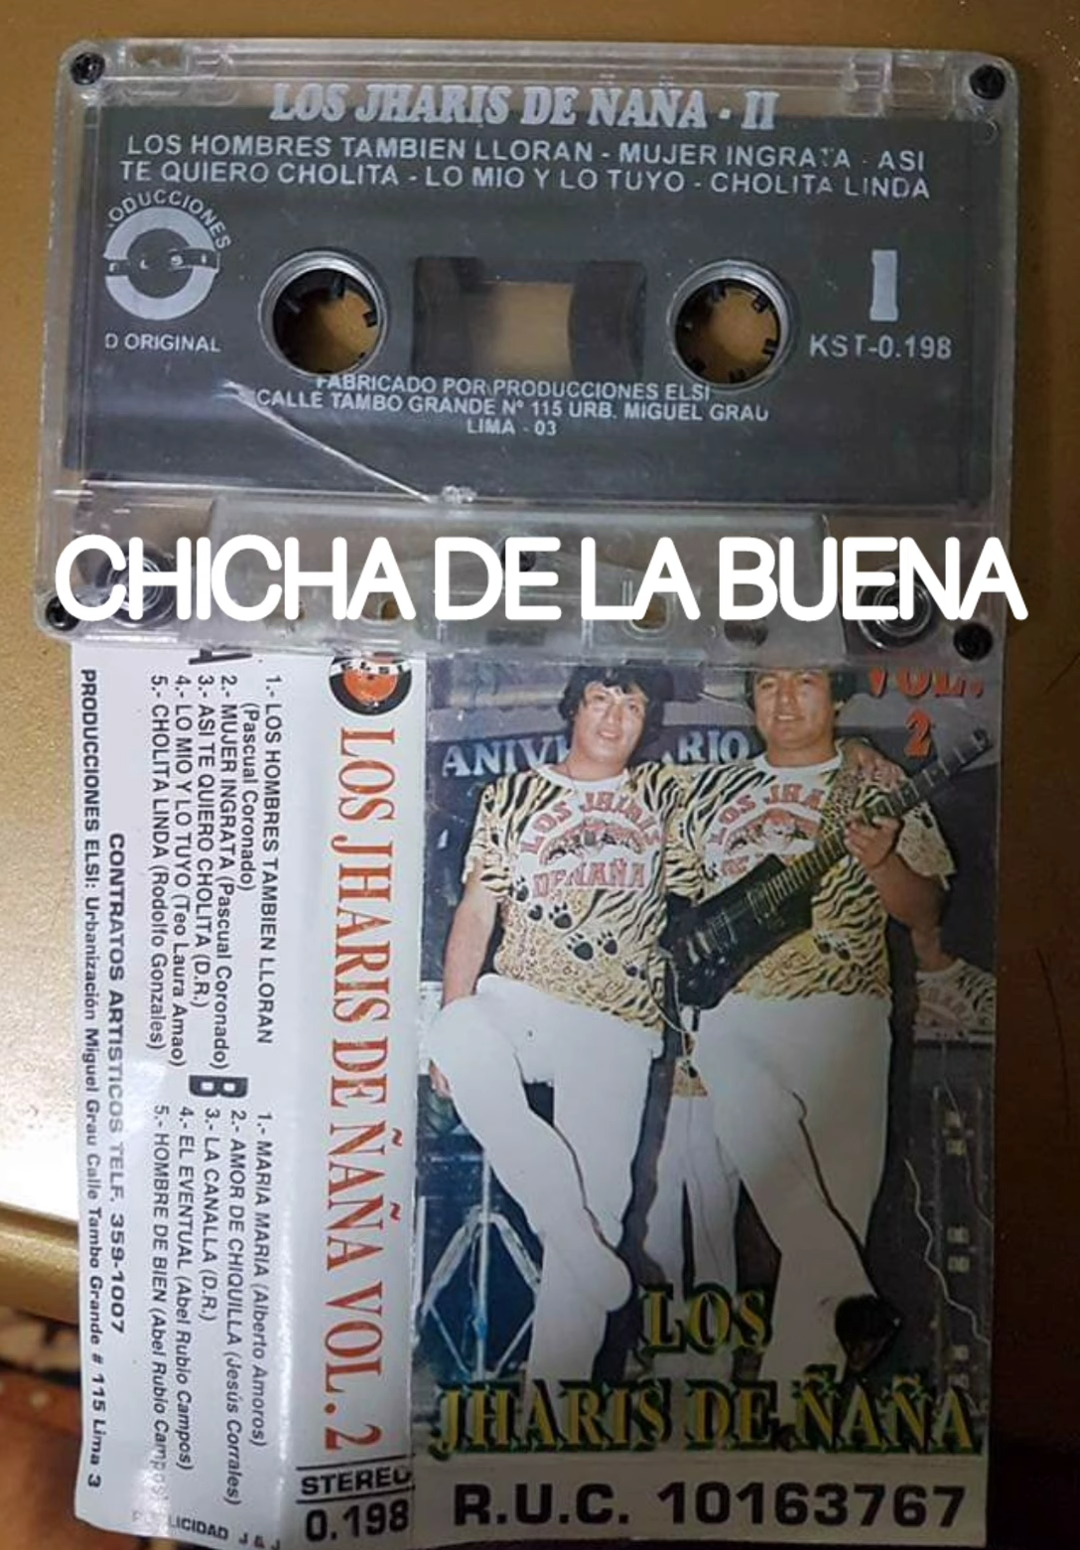 LOS JHARIS DE ÑAÑA - II
LOS HOMBRES TAMBIEN LLORAN - MUJER INGRATA - ASI
TE QUIERO CHOLITA - LO MIO Y LO TUYO - CHOLITA LINDA
ODUCCIONES
ELSI
D ORIGINAL
I
KST-0.198
FABRICADO POR PRODUCCIONES ELSI
CALLE TAMBO GRANDE Nº 115 URB. MIGUEL GRAU
LIMA - 03
CHICHA DE LA BUENA
A
1.- LOS HOMBRES TAMBIEN LLORAN
(Pascual Coronado)
2.- MUJER INGRATA (Pascual Coronado)
3.- ASI TE QUIERO CHOLITA (D.R.)
4.- LO MIO Y LO TUYO (Teo Laura Amao)
5.- CHOLITA LINDA (Rodolfo Gonzales)
B
1.- MARIA MARIA (Alberto Amoros)
2.- AMOR DE CHIQUILLA (Jesús Corrales)
3.- LA CANALLA (D.R.)
4.- EL EVENTUAL (Abel Rubio Campos)
5.- HOMBRE DE BIEN (Abel Rubio Campos
CONTRATOS ARTISTICOS TELF. 359-1007
PRODUCCIONES ELSI: Urbanización Miguel Grau Calle Tambo Grande # 115 Lima 3
LICIDAD J & J
ELSI
LOS JHARIS DE ÑAÑA VOL. 2
STEREO
0.198
VOL.
2
ANIV RIO
LOS JHARIS
DE ÑAÑA
LOS JHA
DE
LOS
JHARIS DE ÑAÑA
R.U.C. 10163767